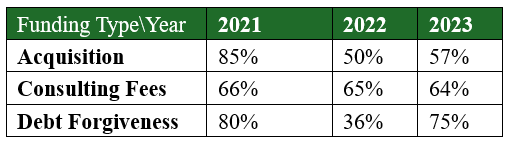 Funding Type\Year 2021 2022 2023
Acquisition 85% 50% 57%
Consulting Fees 66% 65% 64%
Debt Forgiveness 80% 36% 75%